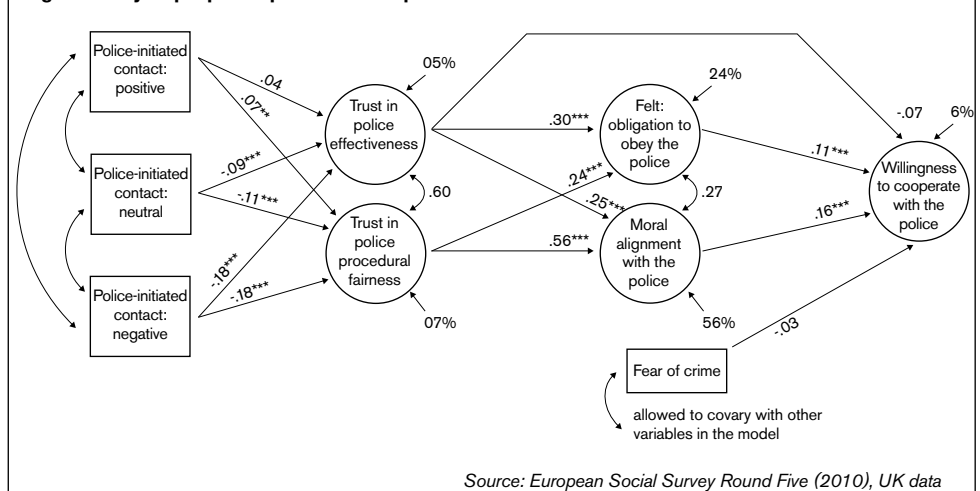 Police-initiated
contact:
positive
Police-initiated
contact:
neutral
Police-initiated
contact:
negative
.04
.07**
-.09***
-.11***
-.18***
-.18***
05%
Trust in
police
effectiveness
.60
Trust in
police
procedural
fairness
07%
.30***
.24***
.25***
.56***
24%
Felt:
obligation to
obey the
police
.27
Moral
alignment
with the
police
56%
-.07
6%
.11***
.16***
Willingness
to cooperate
with the
police
-.03
Fear of crime
allowed to covary with other
variables in the model
Source: European Social Survey Round Five (2010), UK data